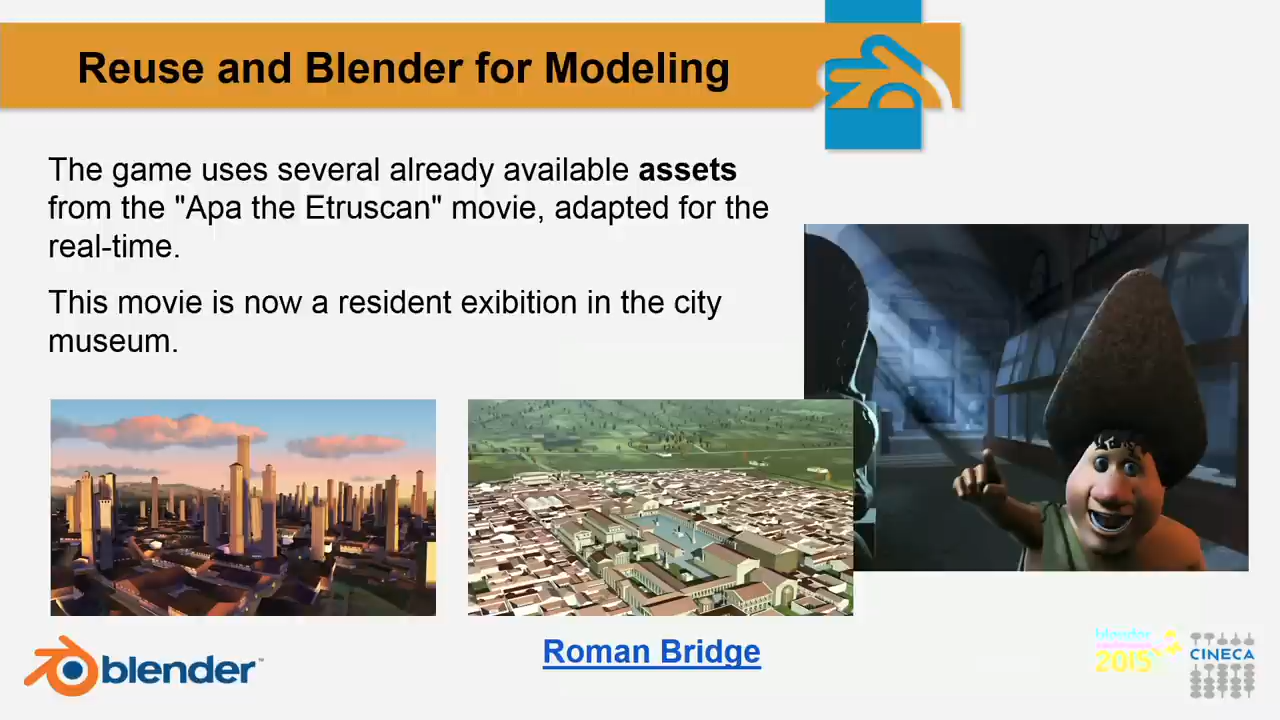 Reuse and Blender for Modeling
The game uses several already available assets
from the "Apa the Etruscan" movie, adapted for the
real-time.
This movie is now a resident exibition in the city
museum.
Roman Bridge
blender™
blender
2015
CINECA